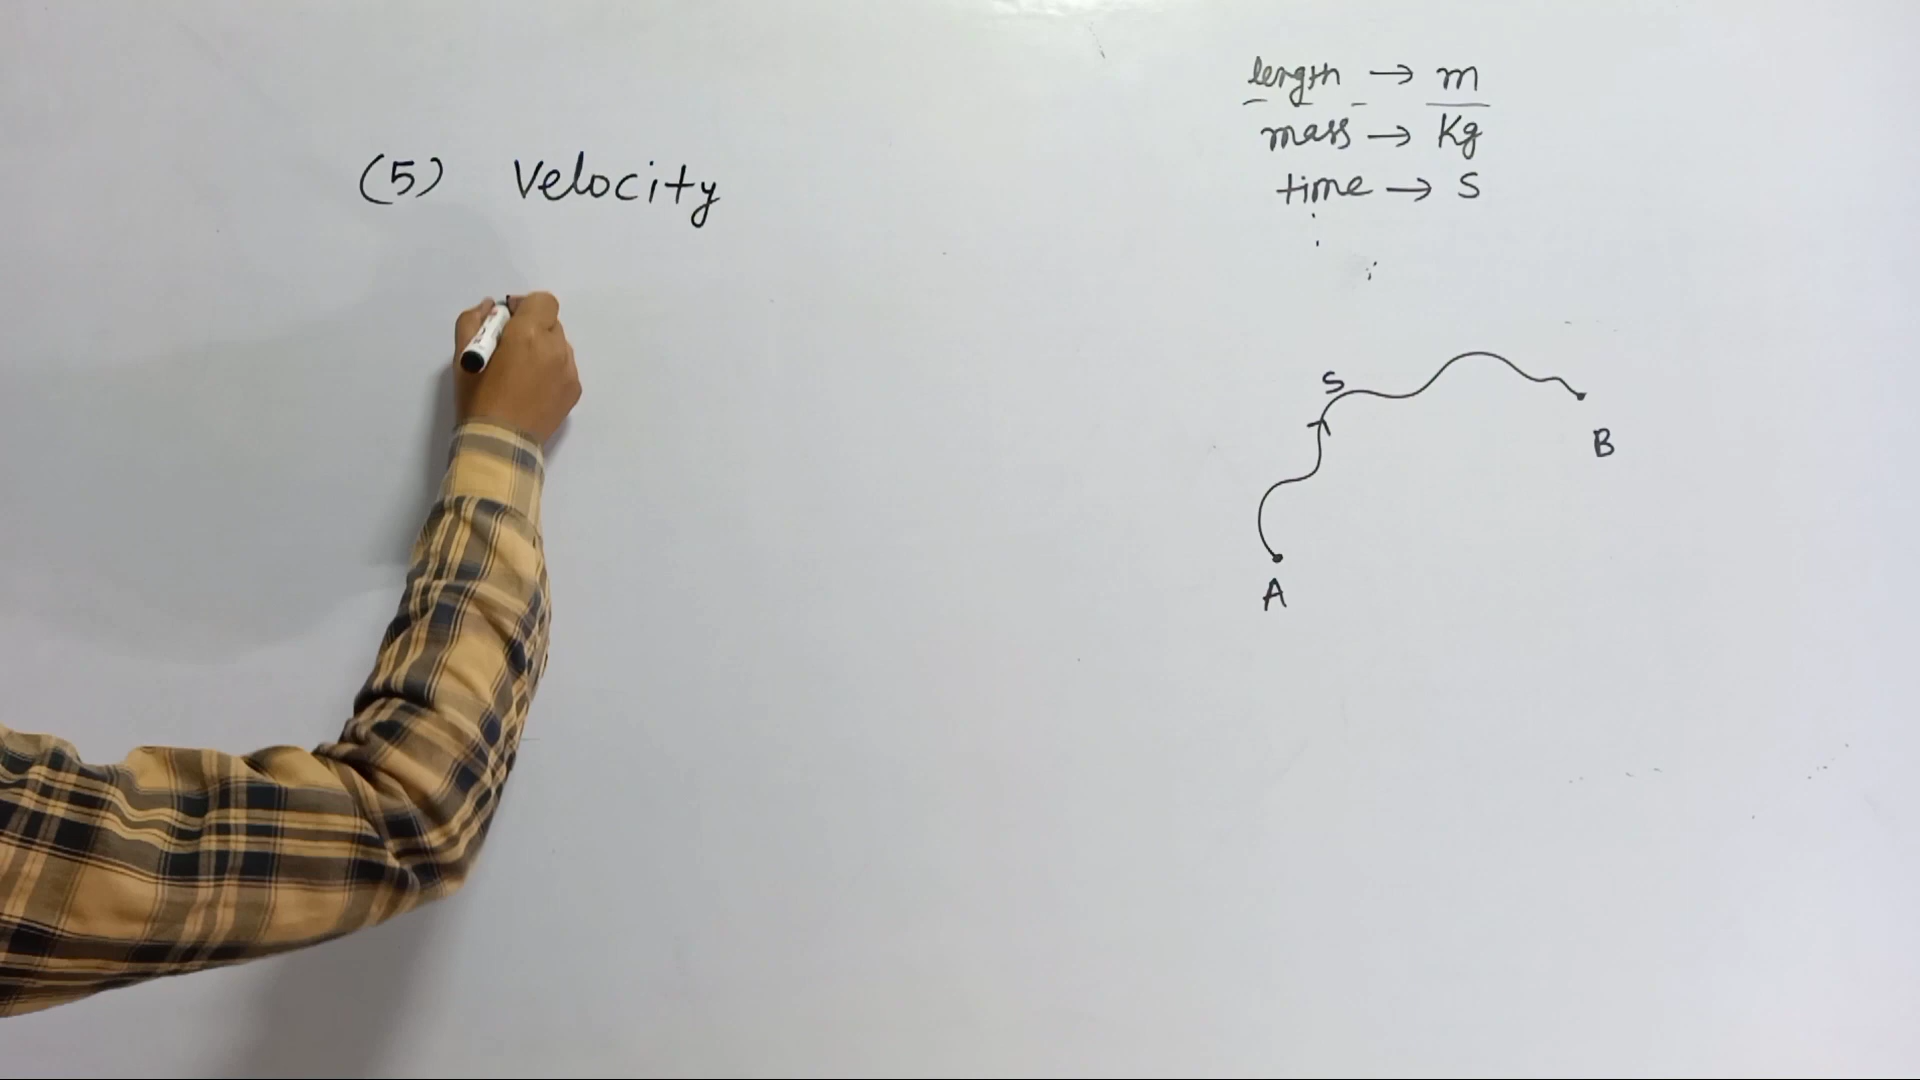 length → m
mass → Kg
(5) Velocity
time → S
S
B
A